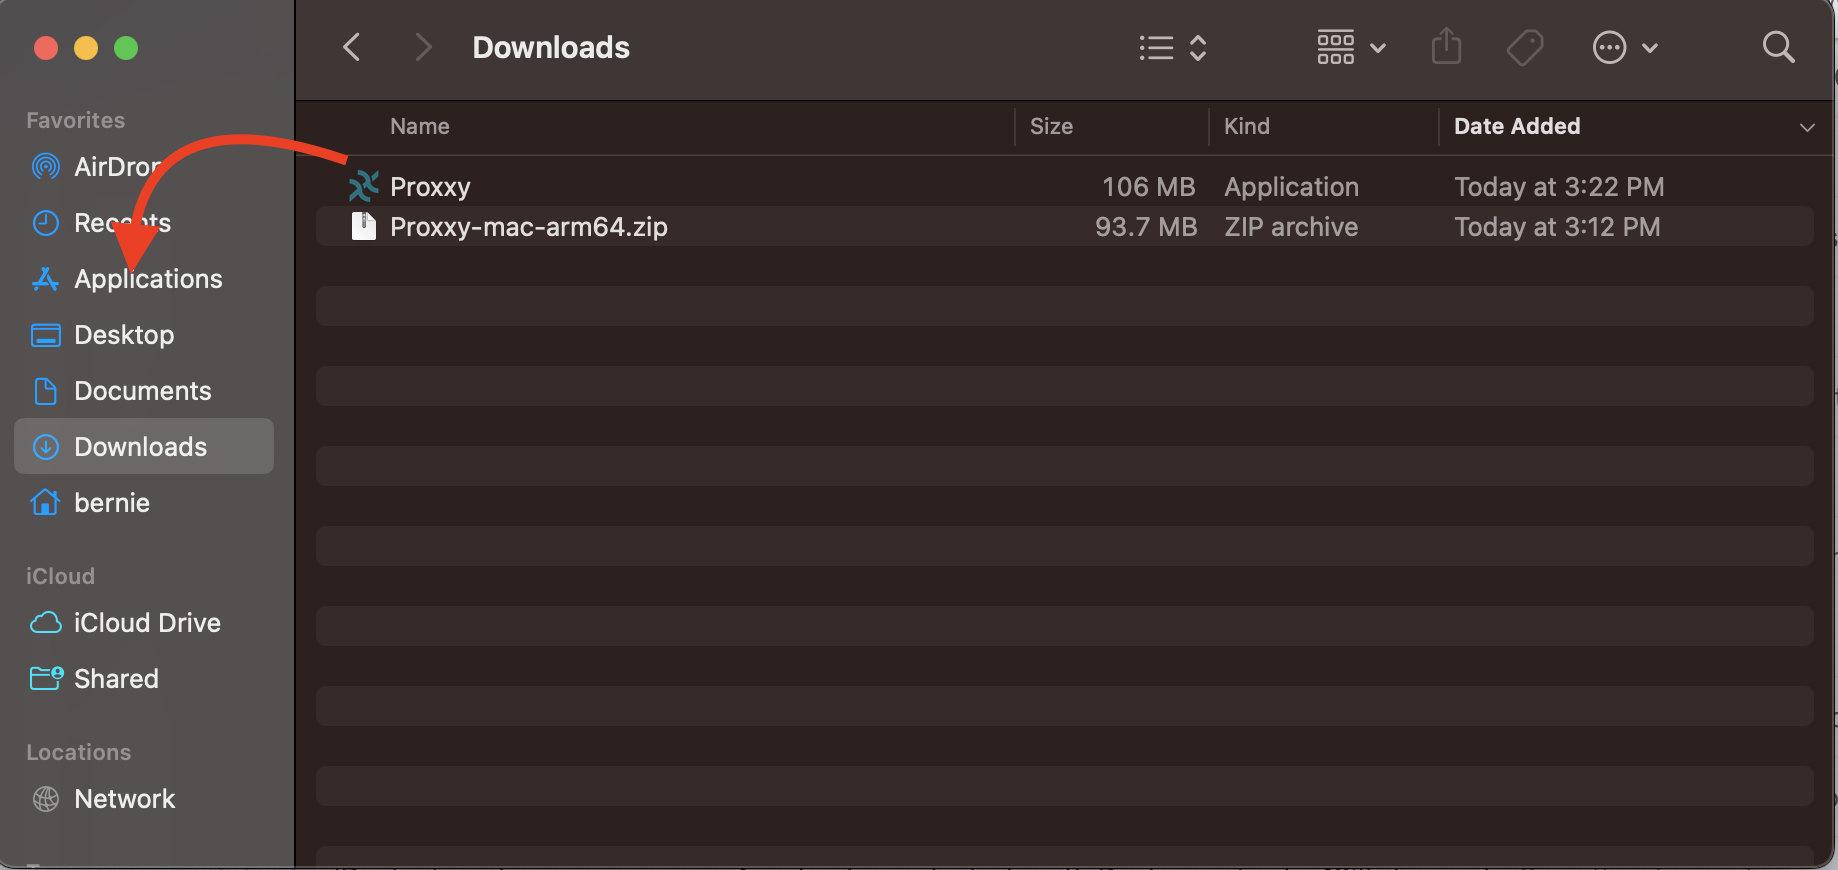 Downloads
Favorites
AirDrop
Recents
Applications
Desktop
Documents
Downloads
bernie
iCloud
iCloud Drive
Shared
Locations
Network
Name Size Kind Date Added
Proxxy 106 MB Application Today at 3:22 PM
Proxxy-mac-arm64.zip 93.7 MB ZIP archive Today at 3:12 PM